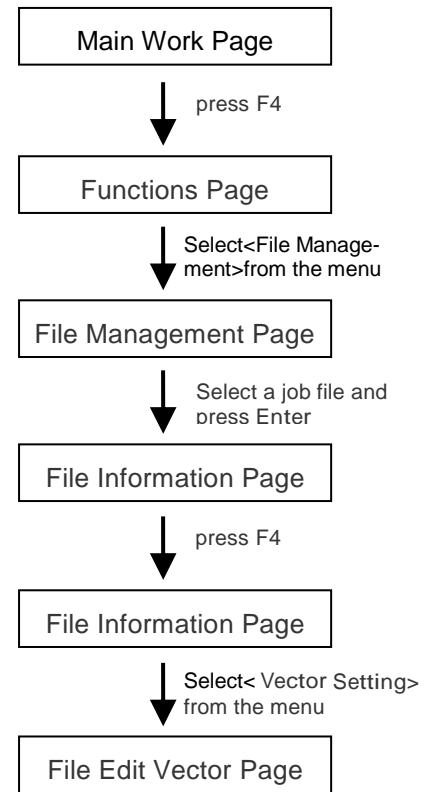 Main Work Page
press F4
Functions Page
Select<File Manage-
ment>from the menu
File Management Page
Select a job file and
press Enter
File Information Page
press F4
File Information Page
Select< Vector Setting>
from the menu
File Edit Vector Page